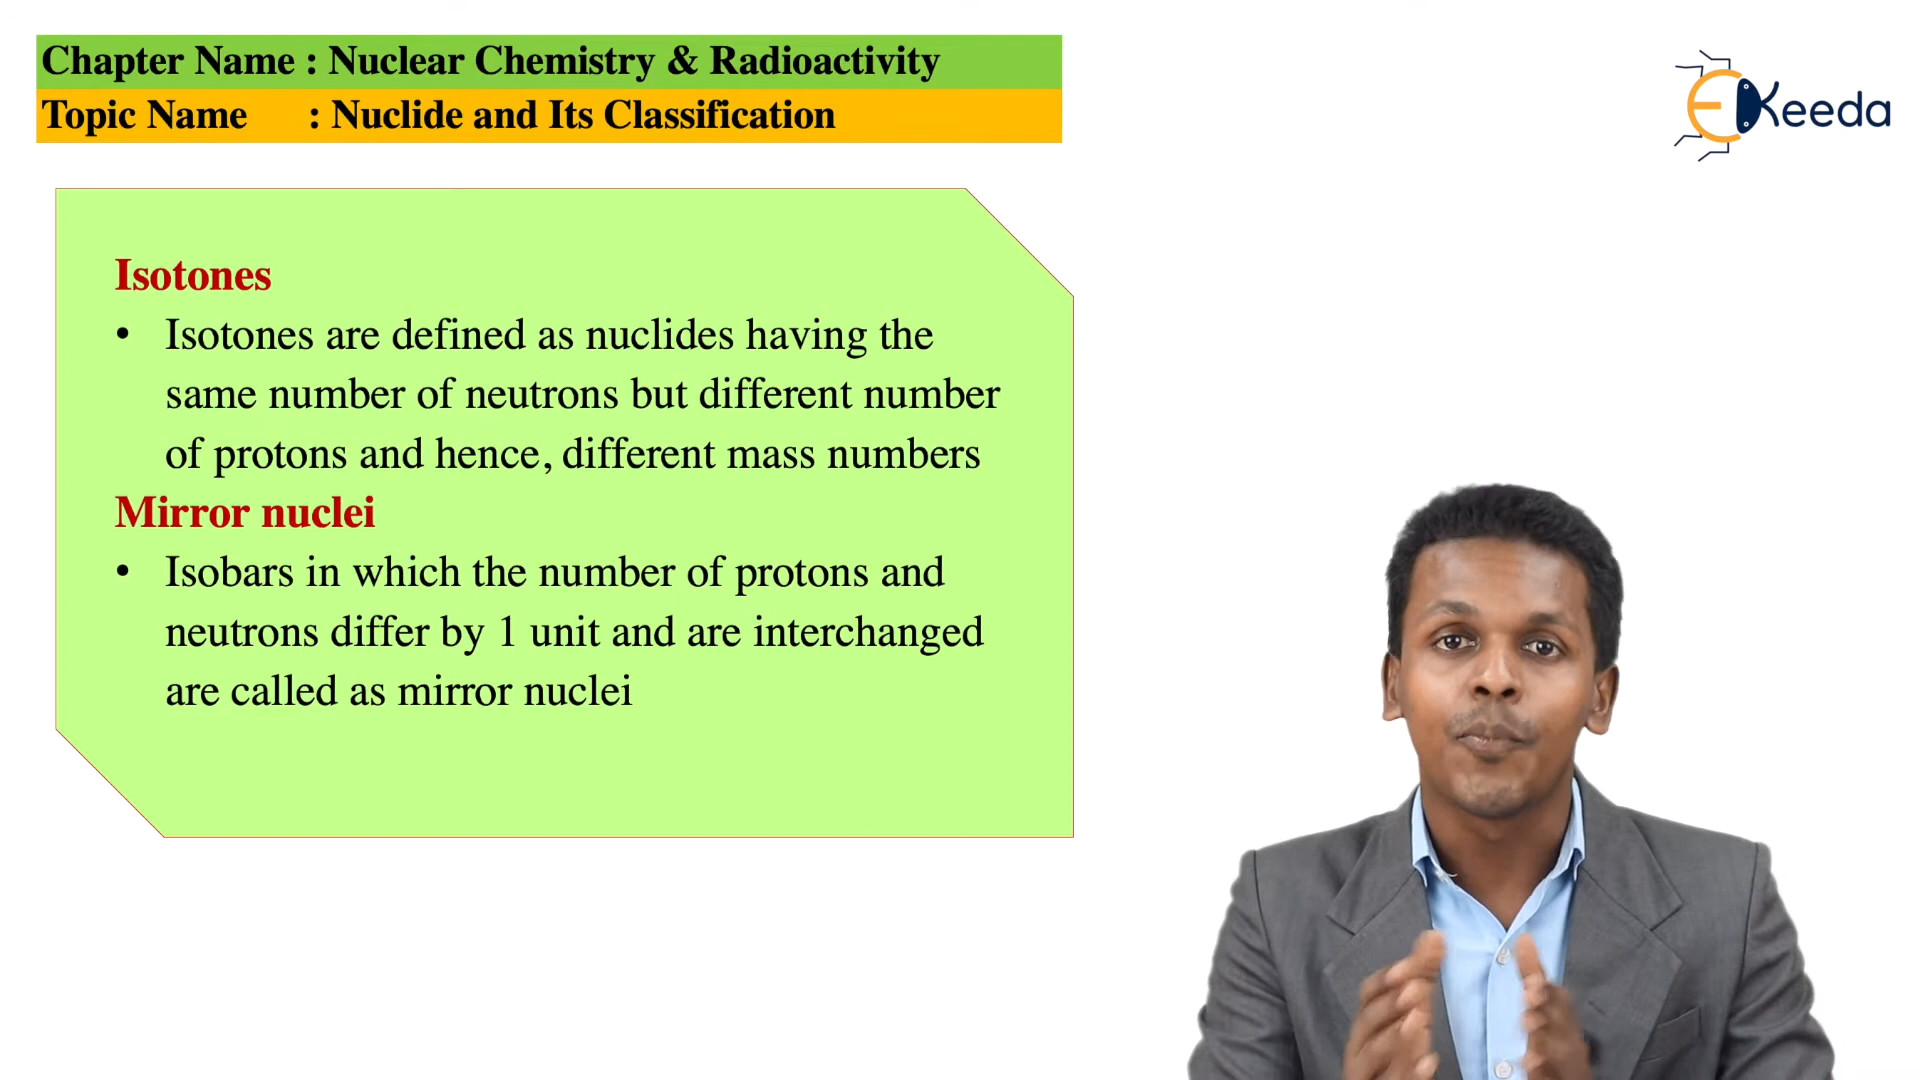 Chapter Name : Nuclear Chemistry & Radioactivity
Topic Name : Nuclide and Its Classification
EKeeda
Isotones
• Isotones are defined as nuclides having the
same number of neutrons but different number
of protons and hence, different mass numbers
Mirror nuclei
• Isobars in which the number of protons and
neutrons differ by 1 unit and are interchanged
are called as mirror nuclei